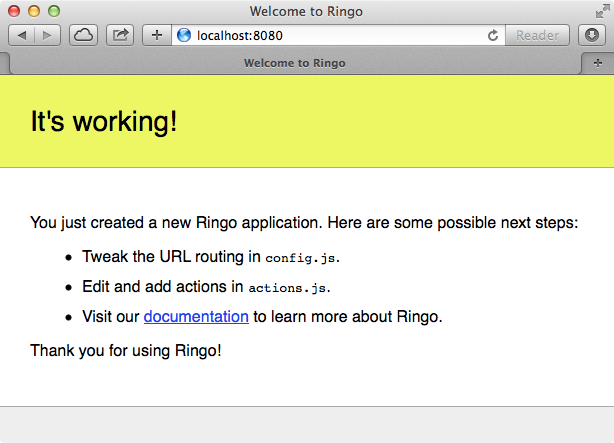 Welcome to Ringo
localhost:8080
Reader
Welcome to Ringo
It's working!
You just created a new Ringo application. Here are some possible next steps:
• Tweak the URL routing in config.js.
• Edit and add actions in actions.js.
• Visit our documentation to learn more about Ringo.
Thank you for using Ringo!